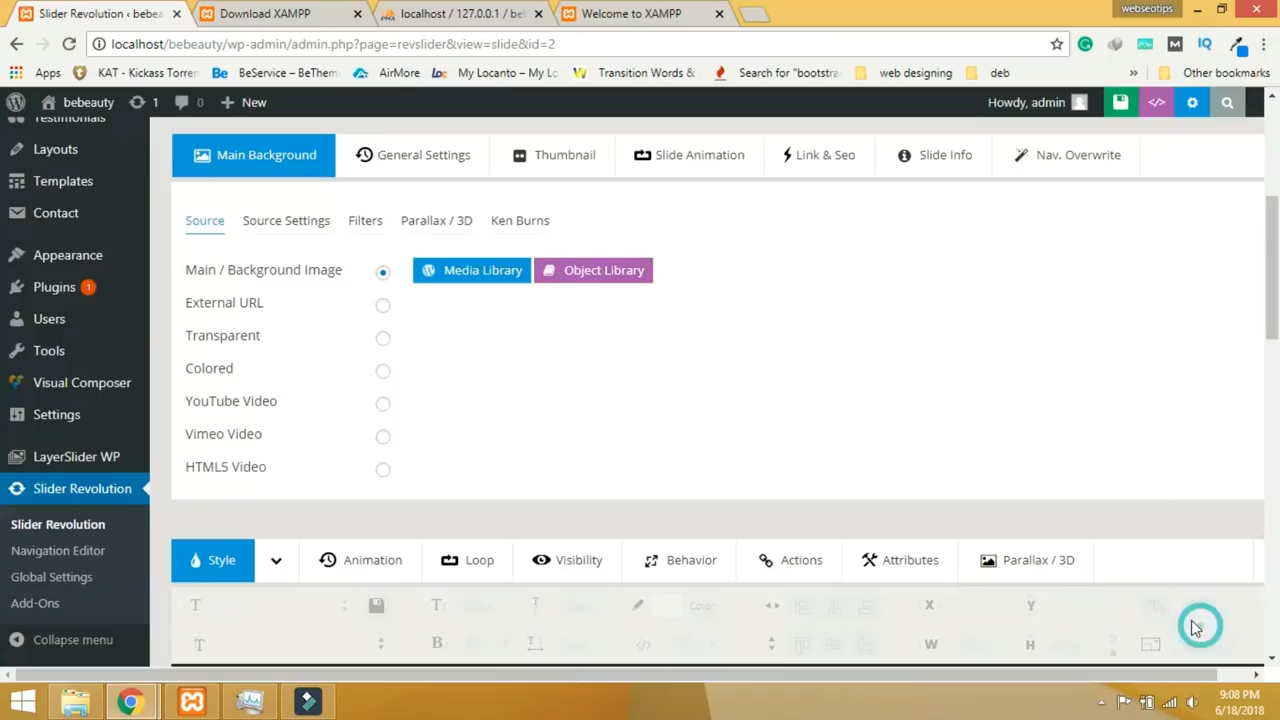 Slider Revolution ‹ bebea
Download XAMPP
localhost / 127.0.0.1 / bel
Welcome to XAMPP
webseotips
localhost/bebeauty/wp-admin/admin.php?page=revslider&view=slide&id=2
Apps
KAT - Kickass Torren
BeService – BeThem
AirMore
My Locanto – My Lo
Transition Words &
Search for "bootstra
web designing
deb
»
Other bookmarks
bebeauty
1
0
New
Howdy, admin
Testimonials
Layouts
Templates
Contact
Appearance
Plugins 1
Users
Tools
Visual Composer
Settings
LayerSlider WP
Slider Revolution
Slider Revolution
Navigation Editor
Global Settings
Add-Ons
Collapse menu
Main Background
General Settings
Thumbnail
Slide Animation
Link & Seo
Slide Info
Nav. Overwrite
Source
Source Settings
Filters
Parallax / 3D
Ken Burns
Main / Background Image
Media Library
Object Library
External URL
Transparent
Colored
YouTube Video
Vimeo Video
HTML5 Video
Style
Animation
Loop
Visibility
Behavior
Actions
Attributes
Parallax / 3D
Color
X
Y
B
W
H
9:08 PM
6/18/2018